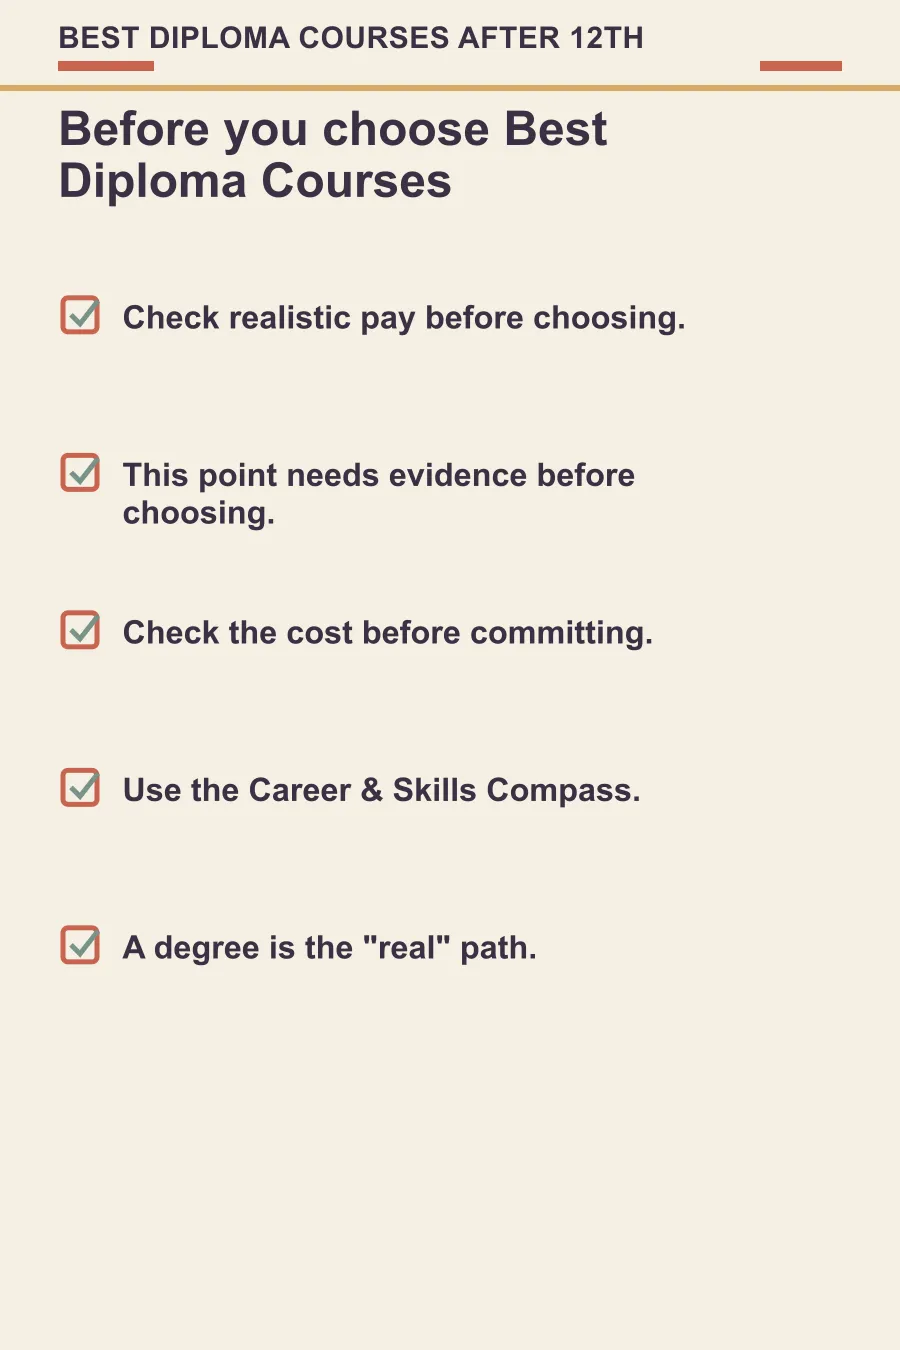 BEST DIPLOMA COURSES AFTER 12TH
Before you choose Best
Diploma Courses
Check realistic pay before choosing.
This point needs evidence before
choosing.
Check the cost before committing.
Use the Career & Skills Compass.
A degree is the "real" path.